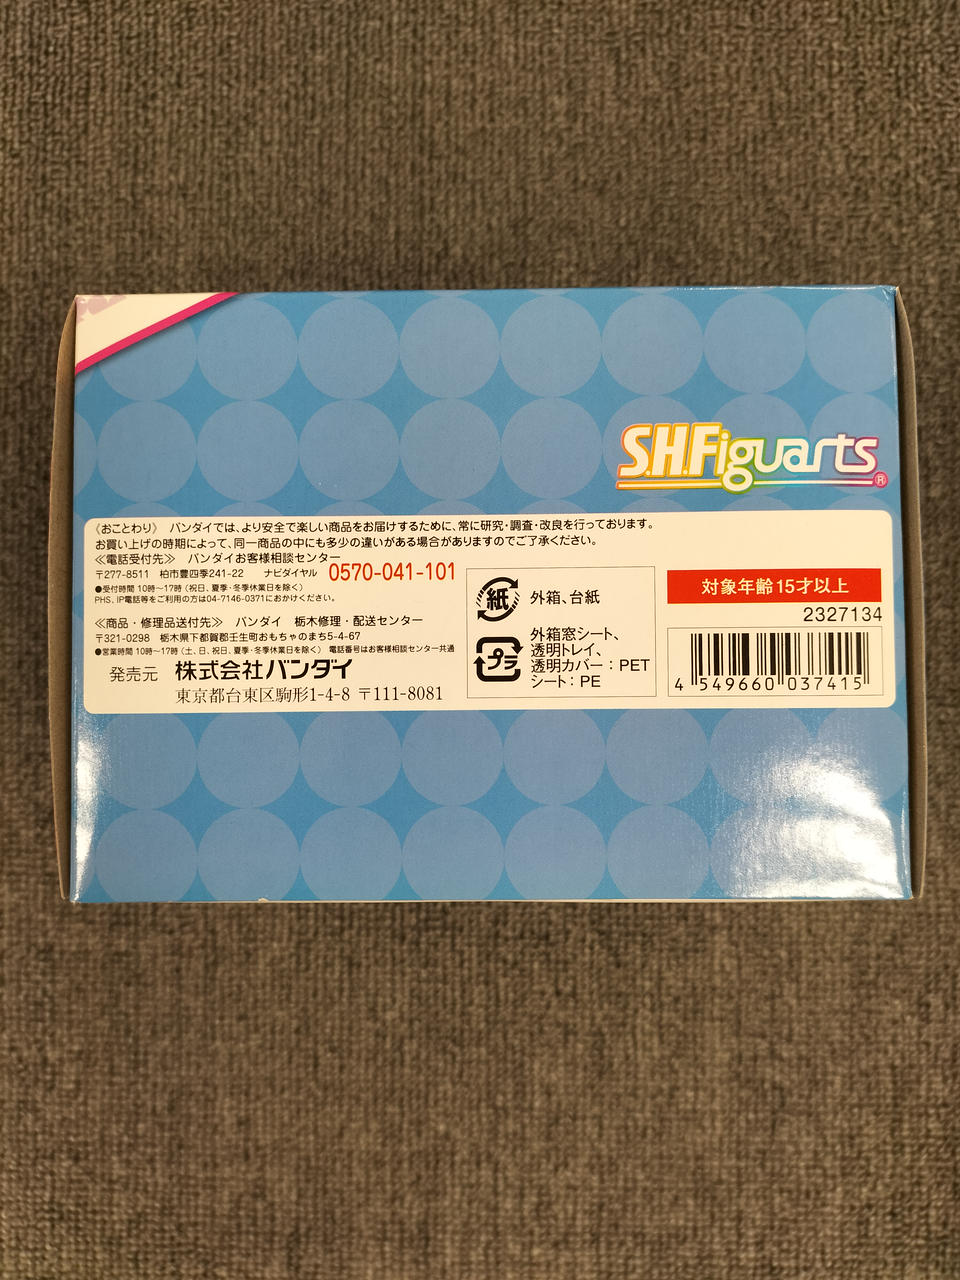 S.H.Figuarts
®
《おことわり》 バンダイでは、より安全で楽しい商品をお届けするために、常に研究・調査・改良を行っております。
お買い上げの時期によって、同一商品の中にも多少の違いがある場合がありますのでご了承ください。
≪電話受付先≫ バンダイお客様相談センター
〒277-8511 柏市豊四季241-22 ナビダイヤル 0570-041-101
●受付時間 10時~17時 (祝日、夏季・冬季休業日を除く)
PHS、IP電話等をご利用の方は04-7146-0371におかけください。
≪商品・修理品送付先≫ バンダイ 栃木修理・配送センター
〒321-0298 栃木県下都賀郡壬生町おもちゃのまち5-4-67
●営業時間 10時~17時 (土、日、祝日、夏季・冬季休業日を除く) 電話番号はお客様相談センター共通
発売元 株式会社バンダイ
東京都台東区駒形1-4-8 〒111-8081
紙 外箱、台紙
プラ 外箱窓シート、
透明トレイ、
透明カバー:PET
シート:PE
対象年齢15才以上
2327134
4 549660 037415